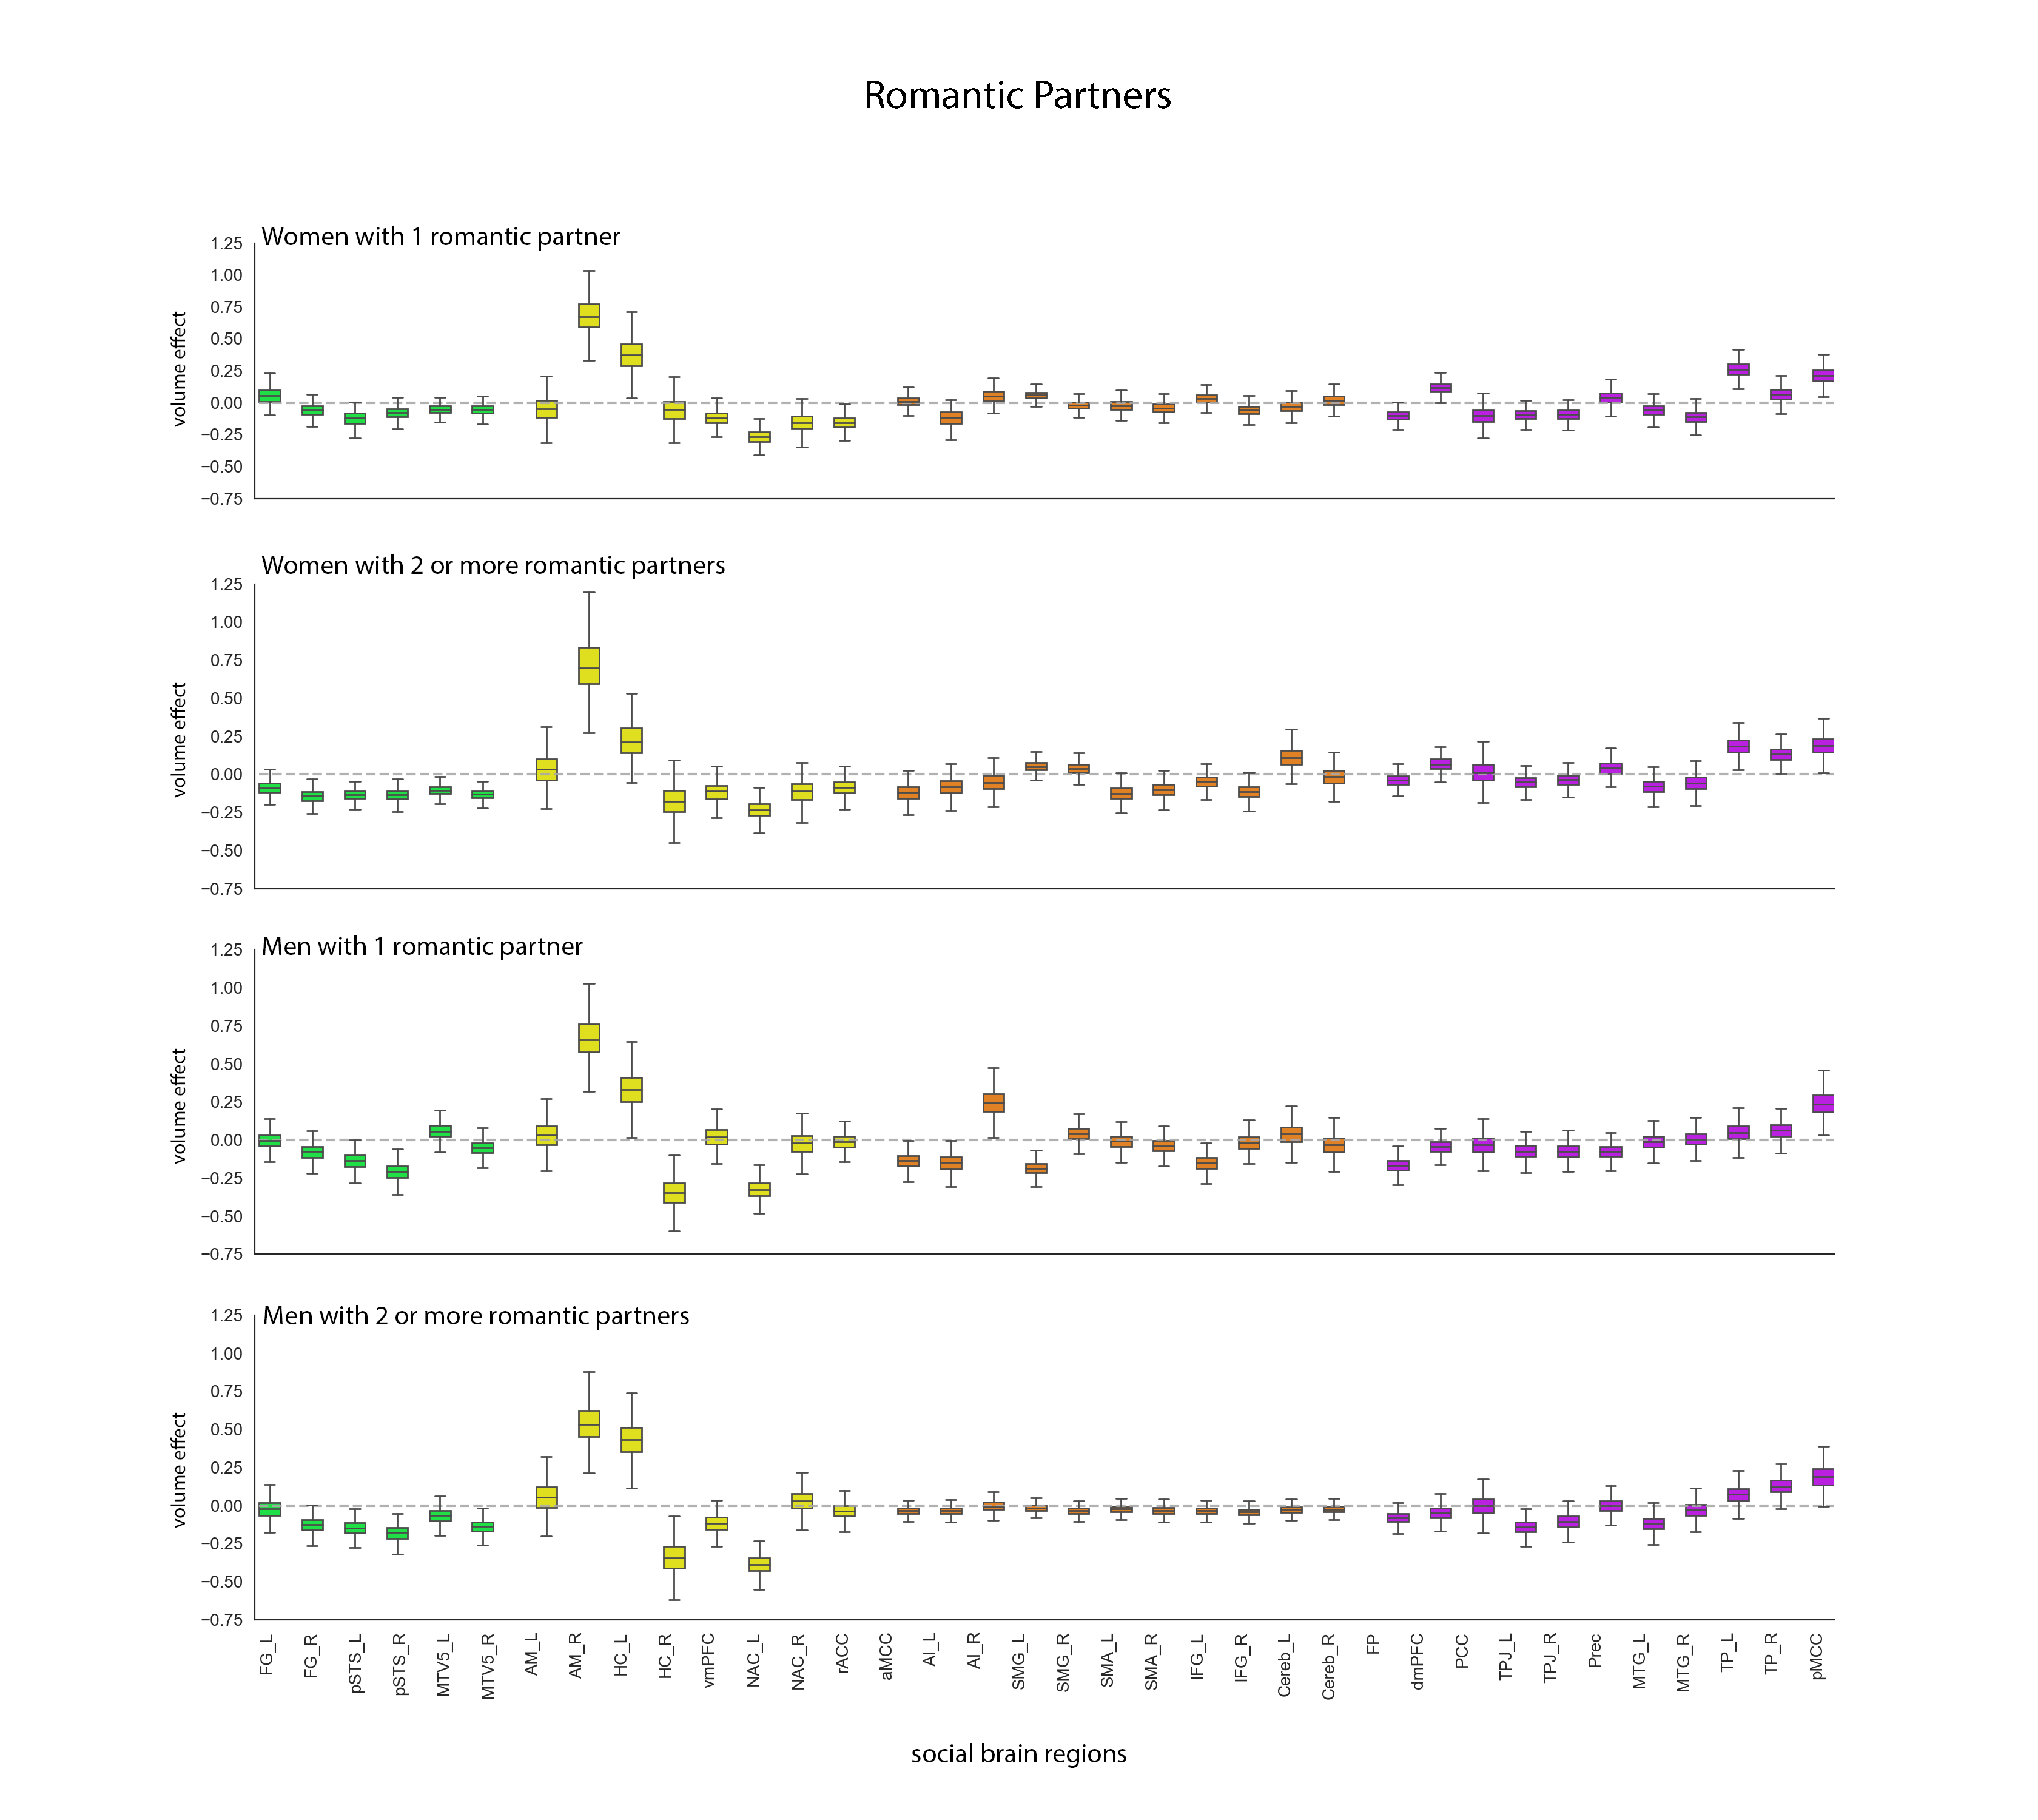 Romantic Partners
Women with 1 romantic partner
1.25
1.00
0.75
0.50
0.25
0.00
−0.25
−0.50
−0.75
volume effect
Women with 2 or more romantic partners
1.25
1.00
0.75
0.50
0.25
0.00
−0.25
−0.50
−0.75
volume effect
Men with 1 romantic partner
1.25
1.00
0.75
0.50
0.25
0.00
−0.25
−0.50
−0.75
volume effect
Men with 2 or more romantic partners
1.25
1.00
0.75
0.50
0.25
0.00
−0.25
−0.50
−0.75
volume effect
FG_L
FG_R
pSTS_L
pSTS_R
MTV5_L
MTV5_R
AM_L
AM_R
HC_L
HC_R
vmPFC
NAC_L
NAC_R
rACC
aMCC
AI_L
AI_R
SMG_L
SMG_R
SMA_L
SMA_R
IFG_L
IFG_R
Cereb_L
Cereb_R
FP
dmPFC
PCC
TPJ_L
TPJ_R
Prec
MTG_L
MTG_R
TP_L
TP_R
pMCC
social brain regions